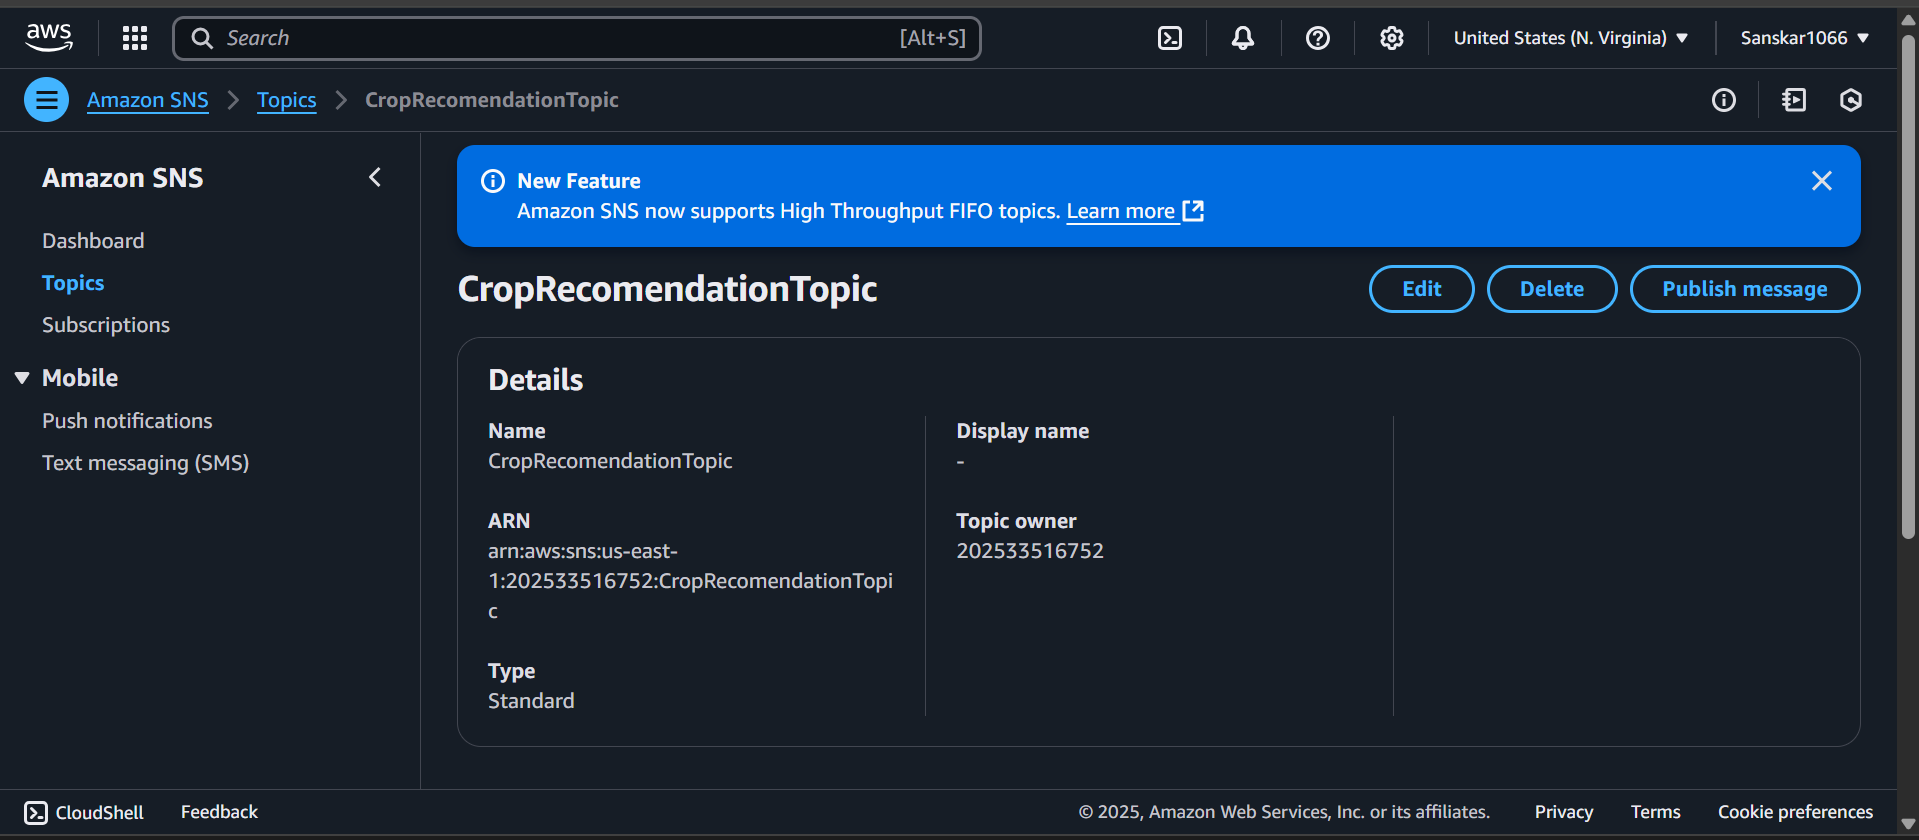 aws
Search [Alt+S]
United States (N. Virginia)
Sanskar1066
Amazon SNS
Topics
CropRecomendationTopic
Amazon SNS
Dashboard
Topics
Subscriptions
Mobile
Push notifications
Text messaging (SMS)
New Feature
Amazon SNS now supports High Throughput FIFO topics. Learn more
CropRecomendationTopic
Edit
Delete
Publish message
Details
Name
CropRecomendationTopic
ARN
arn:aws:sns:us-east-
1:202533516752:CropRecomendationTopi
c
Type
Standard
Display name
-
Topic owner
202533516752
CloudShell
Feedback
© 2025, Amazon Web Services, Inc. or its affiliates.
Privacy
Terms
Cookie preferences